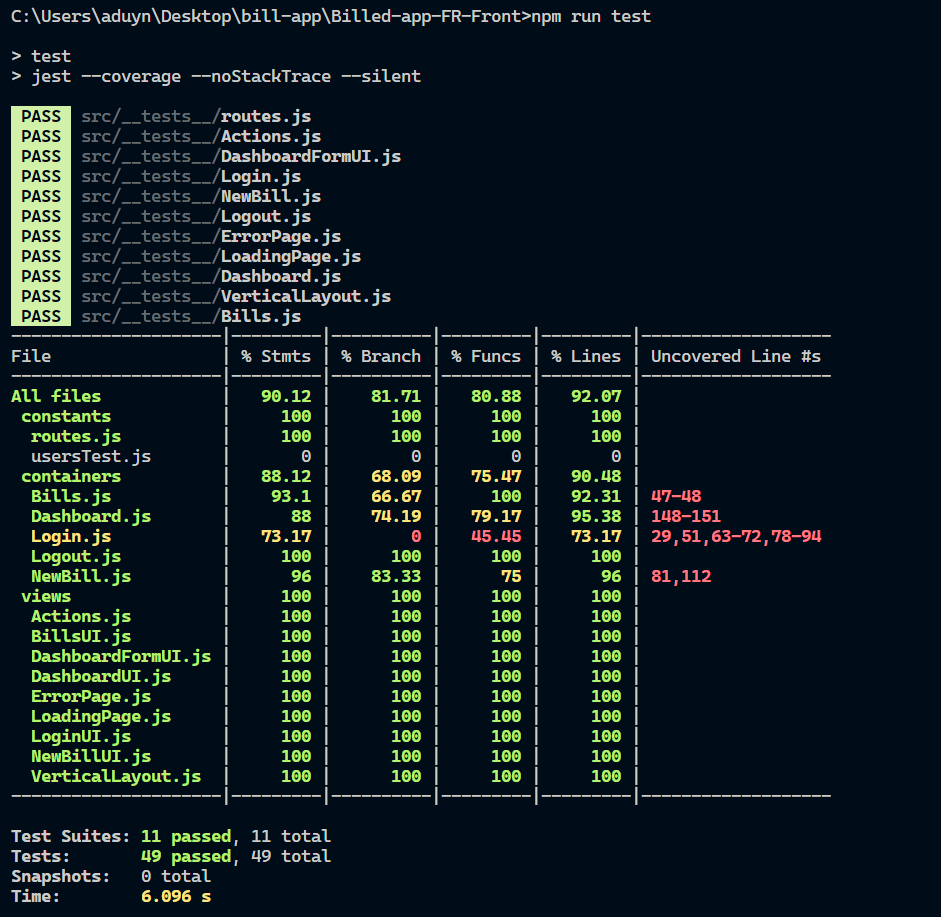 C:\Users\aduyn\Desktop\bill-app\Billed-app-FR-Front>npm run test
> test
> jest --coverage --noStackTrace --silent
PASS src/__tests__/routes.js
PASS src/__tests__/Actions.js
PASS src/__tests__/DashboardFormUI.js
PASS src/__tests__/Login.js
PASS src/__tests__/NewBill.js
PASS src/__tests__/Logout.js
PASS src/__tests__/ErrorPage.js
PASS src/__tests__/LoadingPage.js
PASS src/__tests__/Dashboard.js
PASS src/__tests__/VerticalLayout.js
PASS src/__tests__/Bills.js
---------------------|---------|----------|---------|---------|-------------------
File                 | % Stmts | % Branch | % Funcs | % Lines | Uncovered Line #s
---------------------|---------|----------|---------|---------|-------------------
All files            |   90.12 |    81.71 |   80.88 |   92.07 |
 constants           |     100 |      100 |     100 |     100 |
  routes.js          |     100 |      100 |     100 |     100 |
  usersTest.js       |       0 |        0 |       0 |       0 |
 containers          |   88.12 |    68.09 |   75.47 |   90.48 |
  Bills.js           |    93.1 |    66.67 |     100 |   92.31 | 47-48
  Dashboard.js       |      88 |    74.19 |   79.17 |   95.38 | 148-151
  Login.js           |   73.17 |        0 |   45.45 |   73.17 | 29,51,63-72,78-94
  Logout.js          |     100 |      100 |     100 |     100 |
  NewBill.js         |      96 |    83.33 |      75 |      96 | 81,112
 views               |     100 |      100 |     100 |     100 |
  Actions.js         |     100 |      100 |     100 |     100 |
  BillsUI.js         |     100 |      100 |     100 |     100 |
  DashboardFormUI.js |     100 |      100 |     100 |     100 |
  DashboardUI.js     |     100 |      100 |     100 |     100 |
  ErrorPage.js       |     100 |      100 |     100 |     100 |
  LoadingPage.js     |     100 |      100 |     100 |     100 |
  LoginUI.js         |     100 |      100 |     100 |     100 |
  NewBillUI.js       |     100 |      100 |     100 |     100 |
  VerticalLayout.js  |     100 |      100 |     100 |     100 |
---------------------|---------|----------|---------|---------|-------------------
Test Suites: 11 passed, 11 total
Tests:       49 passed, 49 total
Snapshots:   0 total
Time:        6.096 s